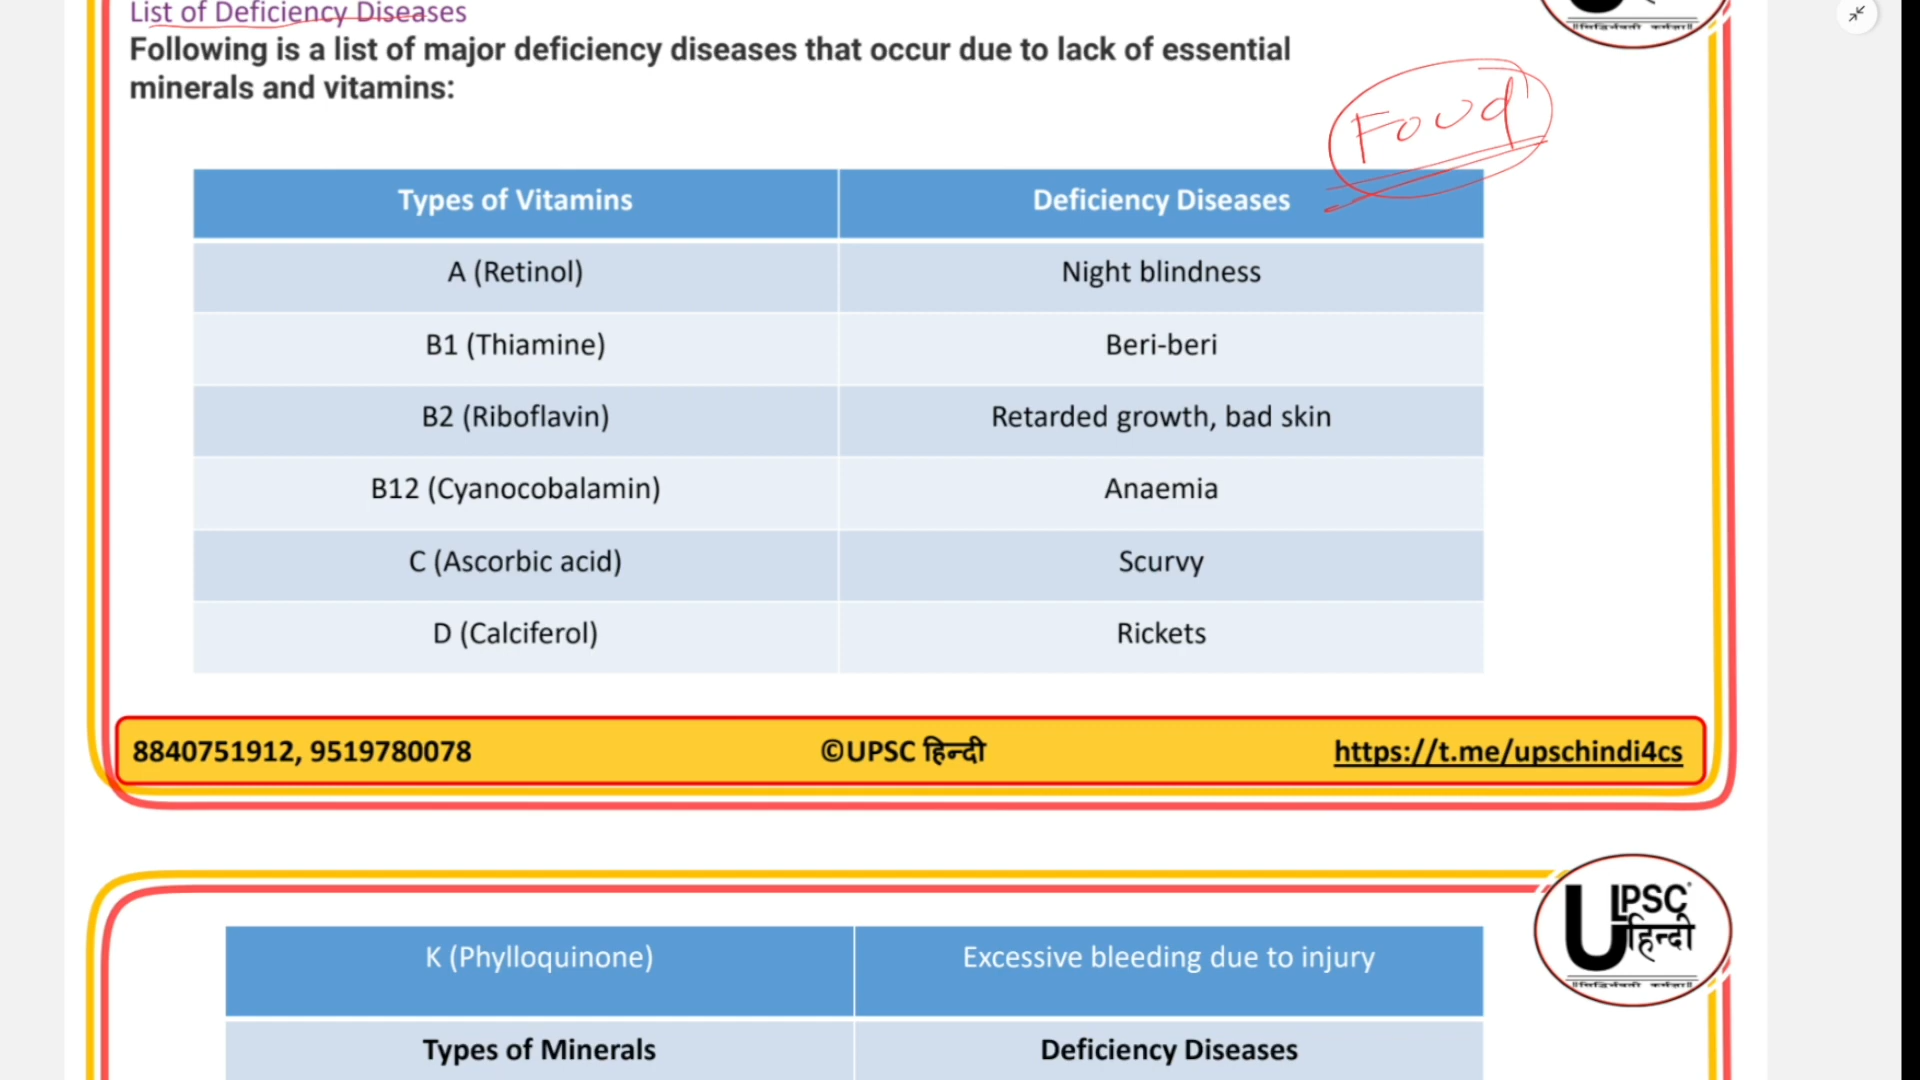 List of Deficiency Diseases
Following is a list of major deficiency diseases that occur due to lack of essential
minerals and vitamins:
Food
Types of Vitamins Deficiency Diseases
A (Retinol) Night blindness
B1 (Thiamine) Beri-beri
B2 (Riboflavin) Retarded growth, bad skin
B12 (Cyanocobalamin) Anaemia
C (Ascorbic acid) Scurvy
D (Calciferol) Rickets
8840751912, 9519780078 ©UPSC हिन्दी https://t.me/upschindi4cs
UPSC
हिन्दी
K (Phylloquinone) Excessive bleeding due to injury
Types of Minerals Deficiency Diseases